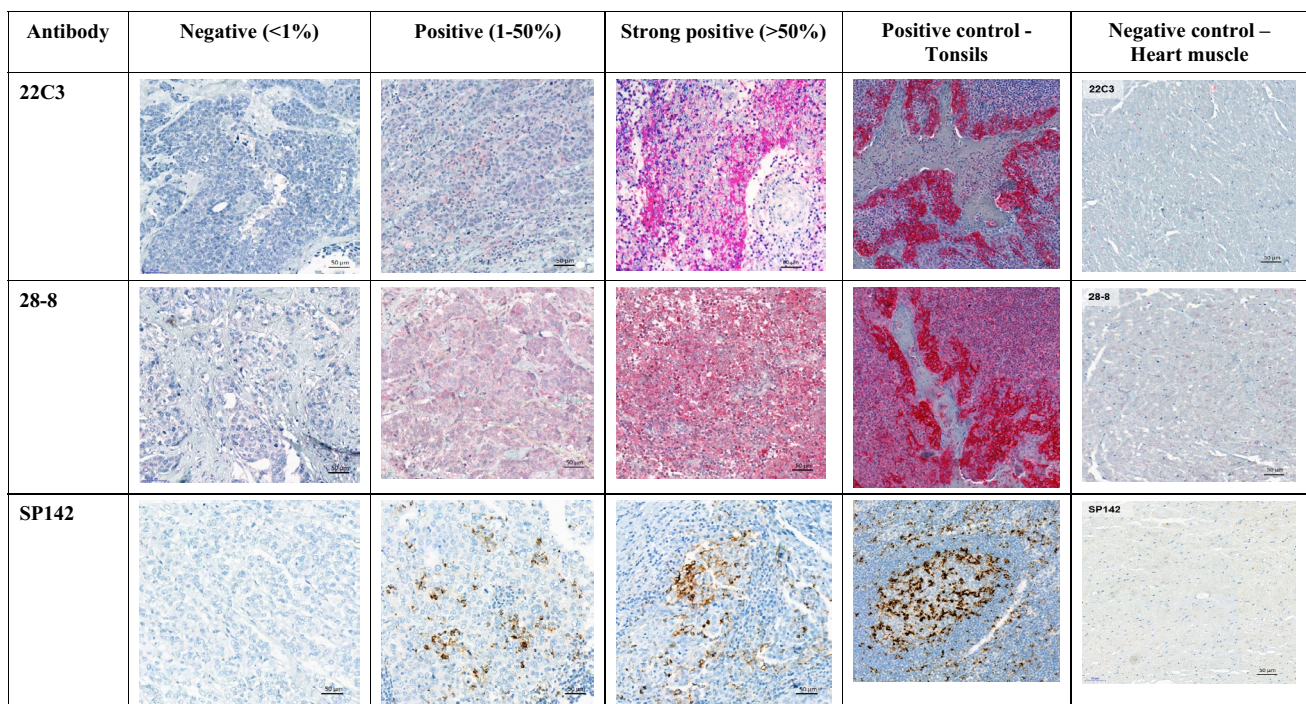 Antibody
Negative (<1%)
Positive (1-50%)
Strong positive (>50%)
Positive control -
Tonsils
Negative control –
Heart muscle
22C3
50 µm
50 µm
50 µm
22C3
50 µm
28-8
50 µm
50 µm
50 µm
28-8
50 µm
SP142
50 µm
50 µm
50 µm
SP142
50 µm